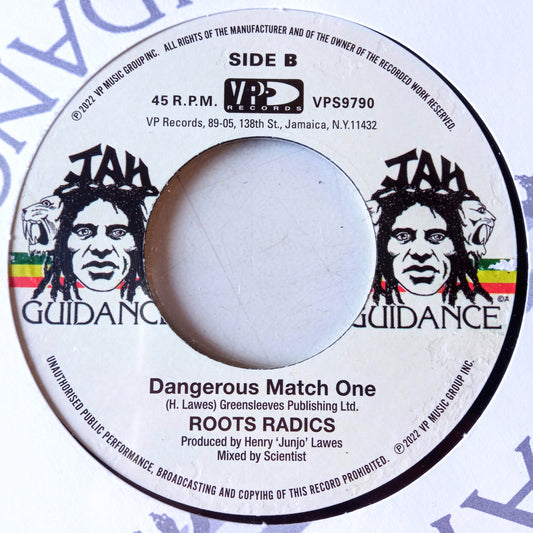 ℗2022 VP MUSIC GROUP INC. ALL RIGHTS OF THE MANUFACTURER AND OF THE OWNER OF THE RECORDED WORK RESERVED.
SIDE B
45 R.P.M.
VP
RECORDS
VPS9790
VP Records, 89-05, 138th St., Jamaica, N.Y.11432
JAH
GUIDANCE
JAH
GUIDANCE
Dangerous Match One
(H. Lawes) Greensleeves Publishing Ltd.
ROOTS RADICS
Produced by Henry 'Junjo' Lawes
Mixed by Scientist
UNAUTHORISED PUBLIC PERFORMANCE, BROADCASTING AND COPYIHG OF THIS RECORD PROHIBITED. ℗2022 VP MUSIC GROUP INC.